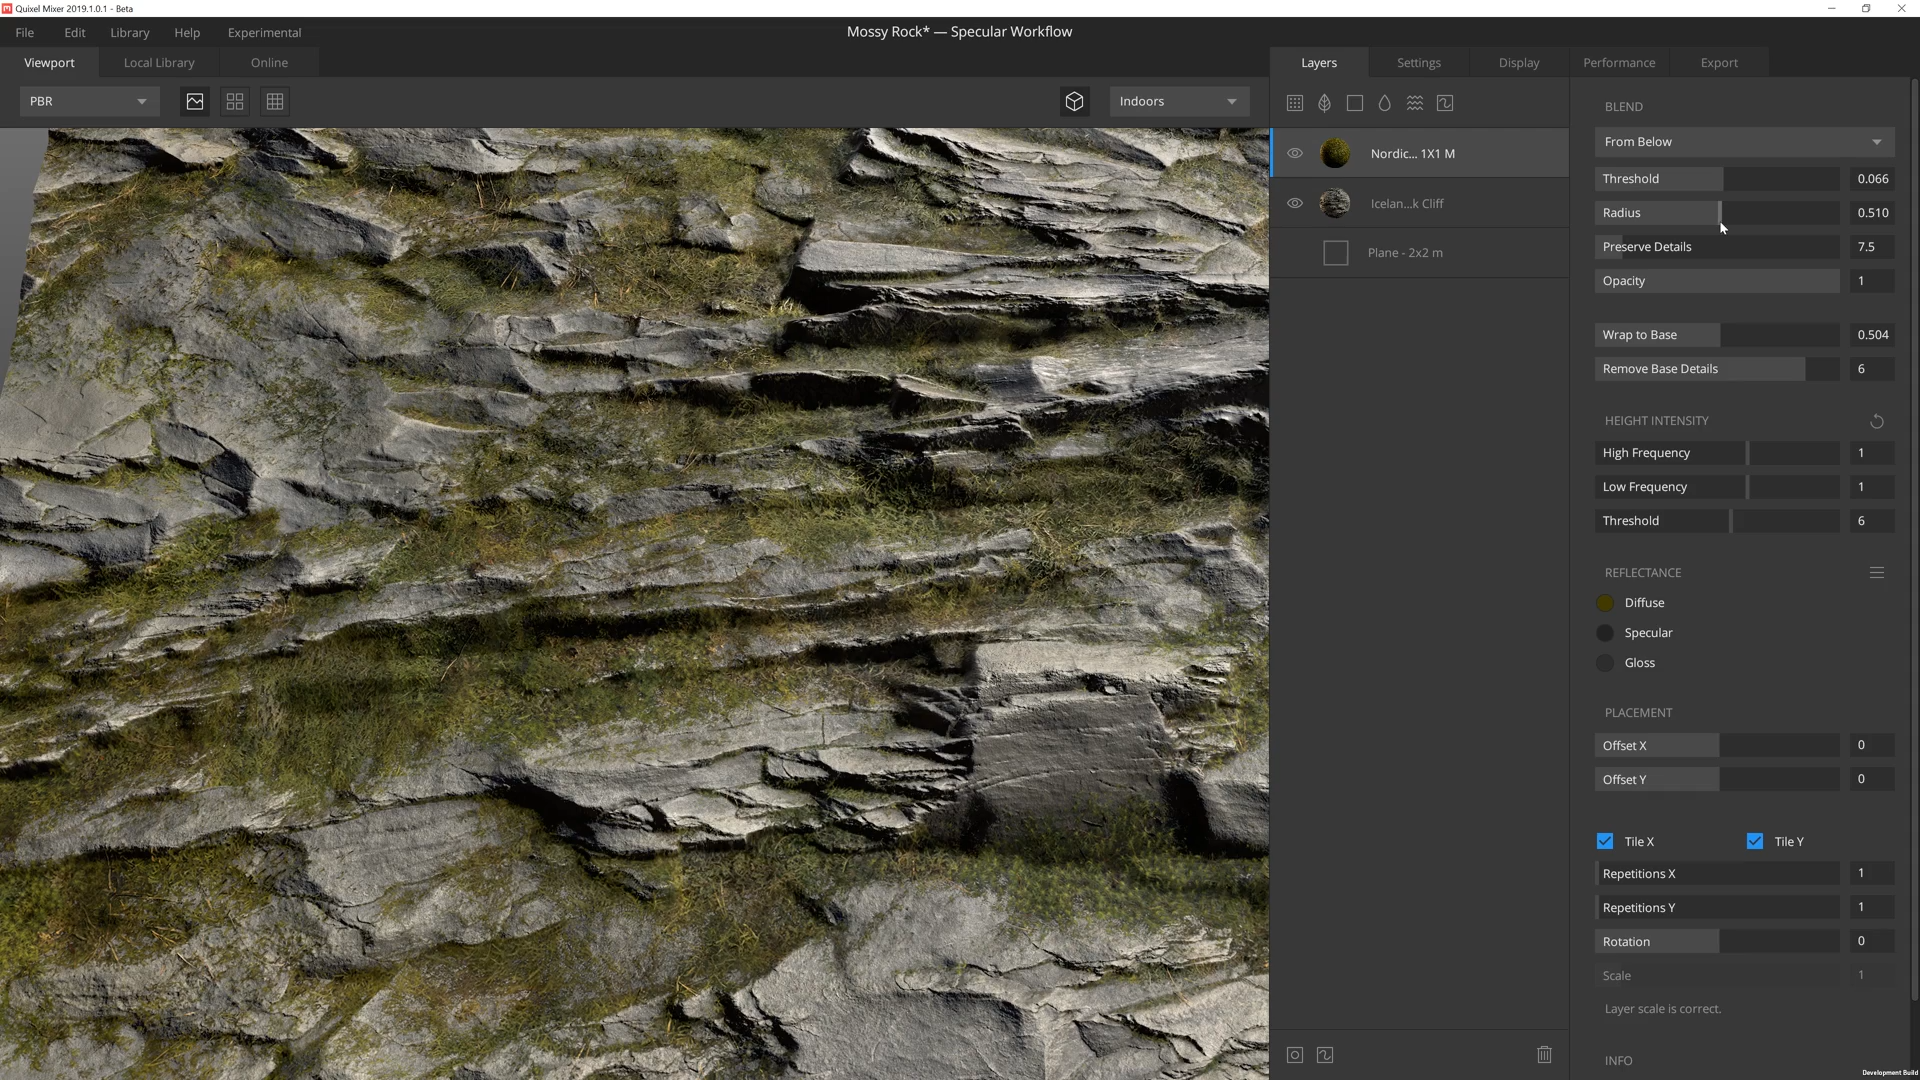 Quixel Mixer 2019.1.0.1 - Beta
File Edit Library Help Experimental
Mossy Rock* — Specular Workflow
Viewport Local Library Online
Layers Settings Display Performance Export
PBR
Indoors
Nordic... 1X1 M
Icelan...k Cliff
Plane - 2x2 m
BLEND
From Below
Threshold 0.066
Radius 0.510
Preserve Details 7.5
Opacity 1
Wrap to Base 0.504
Remove Base Details 6
HEIGHT INTENSITY
High Frequency 1
Low Frequency 1
Threshold 6
REFLECTANCE
Diffuse
Specular
Gloss
PLACEMENT
Offset X 0
Offset Y 0
Tile X Tile Y
Repetitions X 1
Repetitions Y 1
Rotation 0
Scale 1
Layer scale is correct.
INFO
Development Build